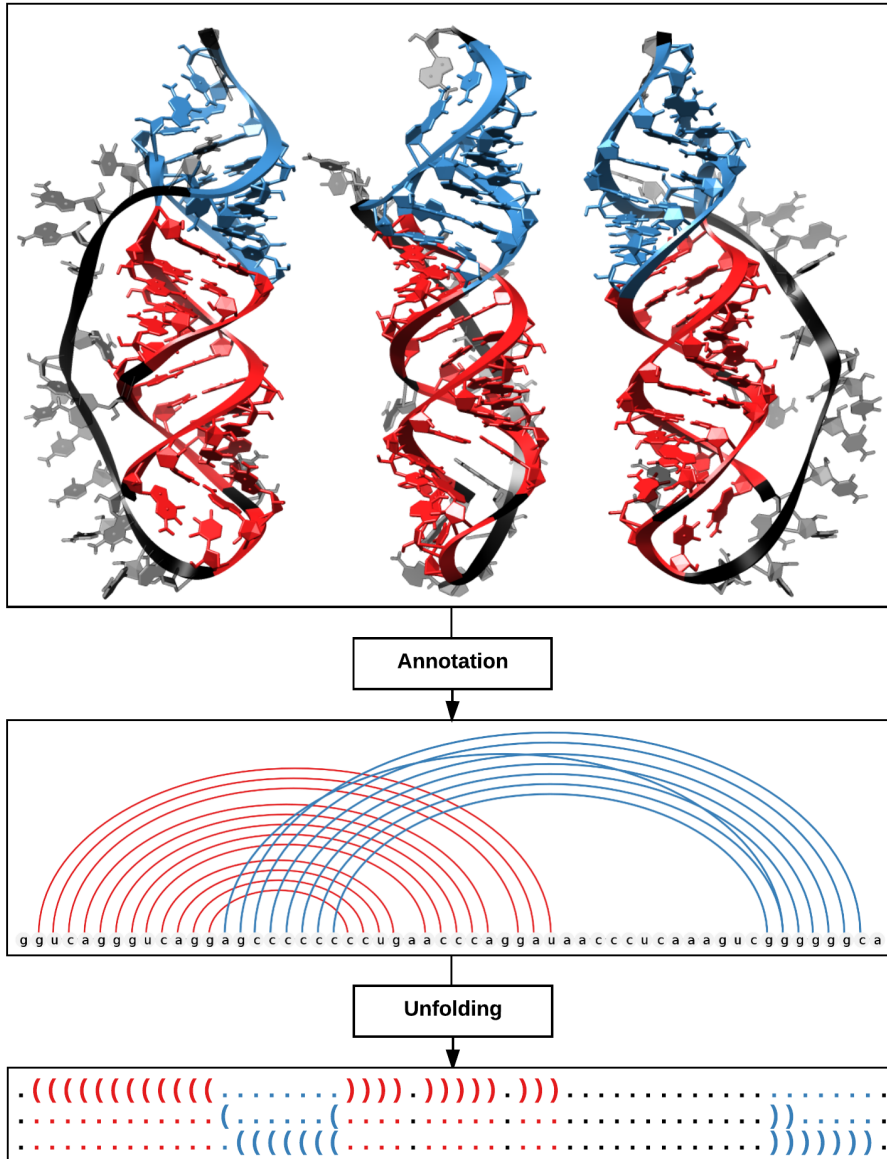 Annotation
g g u c a g g g u c a g g a g c c c c c c c c u g a a c c c a g g a u a a c c c u c a a a g u c g g g g g g c a
Unfolding
.((((((((((((........)))).))))).))).....................
.............(......(...........................))......
..............(((((((...........................))))))).